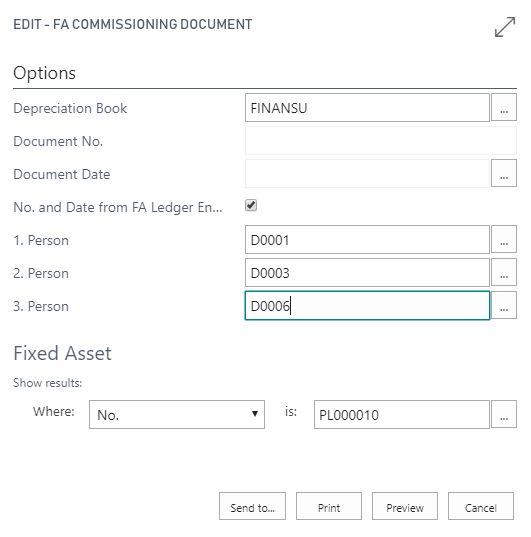 EDIT - FA COMMISSIONING DOCUMENT
Options
Depreciation Book FINANSU ...
Document No.
Document Date ...
No. and Date from FA Ledger En...
1. Person D0001 ...
2. Person D0003 ...
3. Person D0006 ...
Fixed Asset
Show results:
Where: No. is: PL000010 ...
Send to... Print Preview Cancel